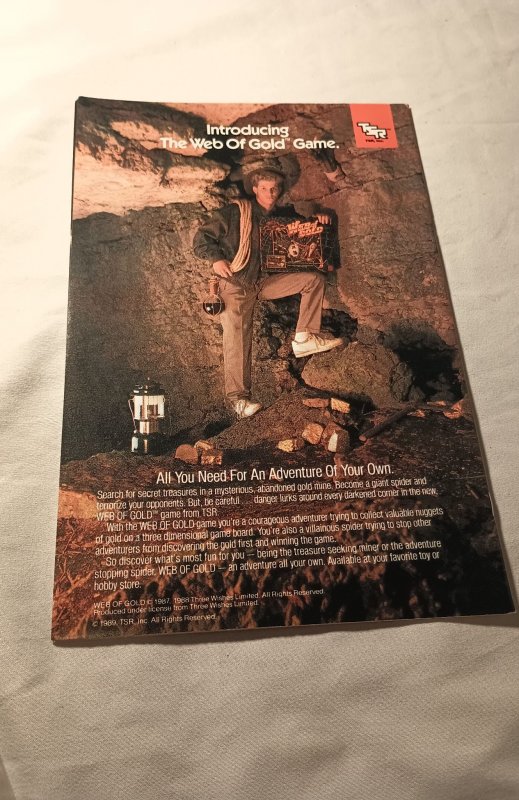 Introducing
The Web Of Gold™ Game.
TSR
TSR, Inc.
WEB OF
GOLD
All You Need For An Adventure Of Your Own.
Search for secret treasures in a mysterious, abandoned gold mine. Become a giant spider and
terrorize your opponents. But, be careful . . . danger lurks around every darkened corner in the new,
WEB OF GOLD™ game from TSR.
With the WEB OF GOLD game you're a courageous adventurer trying to collect valuable nuggets
of gold on a three dimensional game board. You're also a villainous spider trying to stop other
adventurers from discovering the gold first and winning the game.
So discover what's most fun for you — being the treasure seeking miner or the adventure
stopping spider. WEB OF GOLD — an adventure all your own. Available at your favorite toy or
hobby store.
WEB OF GOLD © 1987, 1988 Three Wishes Limited. All Rights Reserved.
Produced under license from Three Wishes Limited.
© 1989, TSR, Inc. All Rights Reserved.